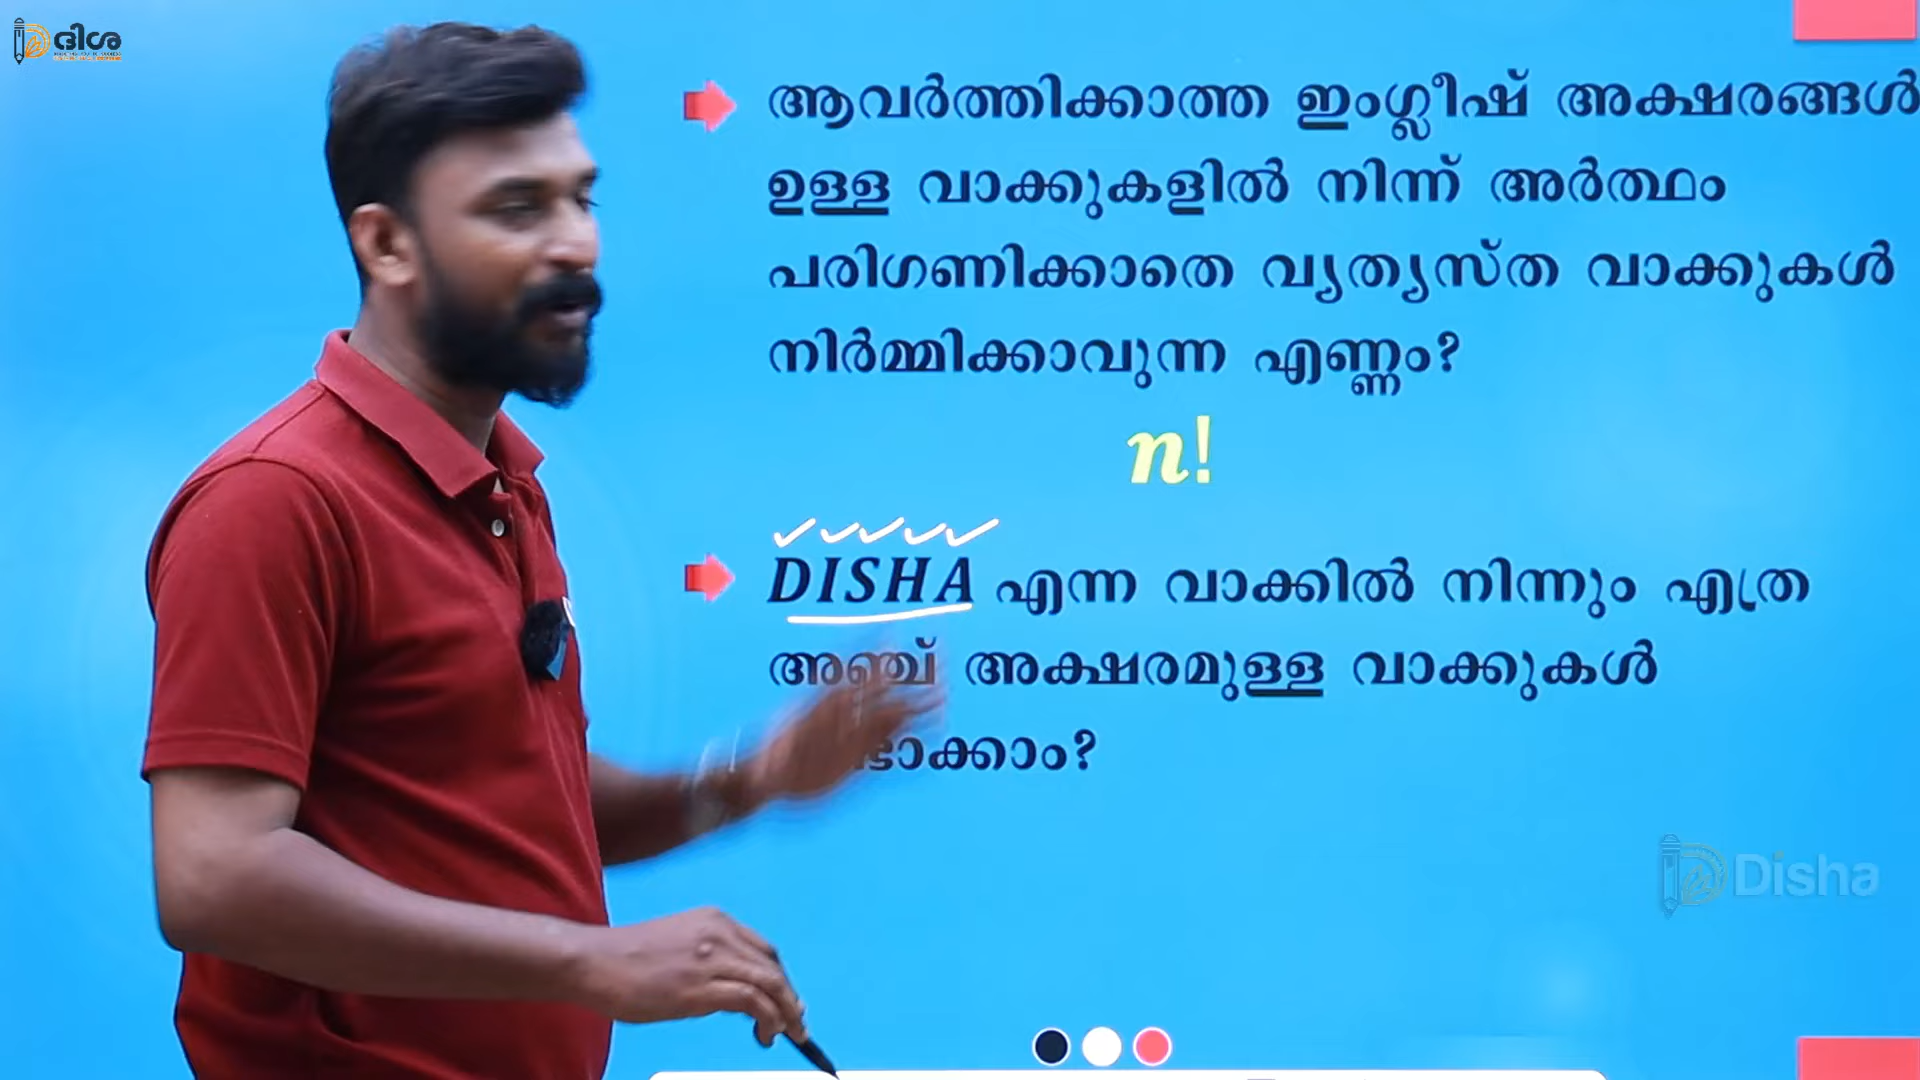 ദിശ
ആവർത്തിക്കാത്ത ഇംഗ്ലീഷ് അക്ഷരങ്ങൾ
ഉള്ള വാക്കുകളിൽ നിന്ന് അർത്ഥം
പരിഗണിക്കാതെ വ്യത്യസ്ത വാക്കുകൾ
നിർമ്മിക്കാവുന്ന എണ്ണം?
n!
DISHA എന്ന വാക്കിൽ നിന്നും എത്ര
അഞ്ച് അക്ഷരമുള്ള വാക്കുകൾ
Disha